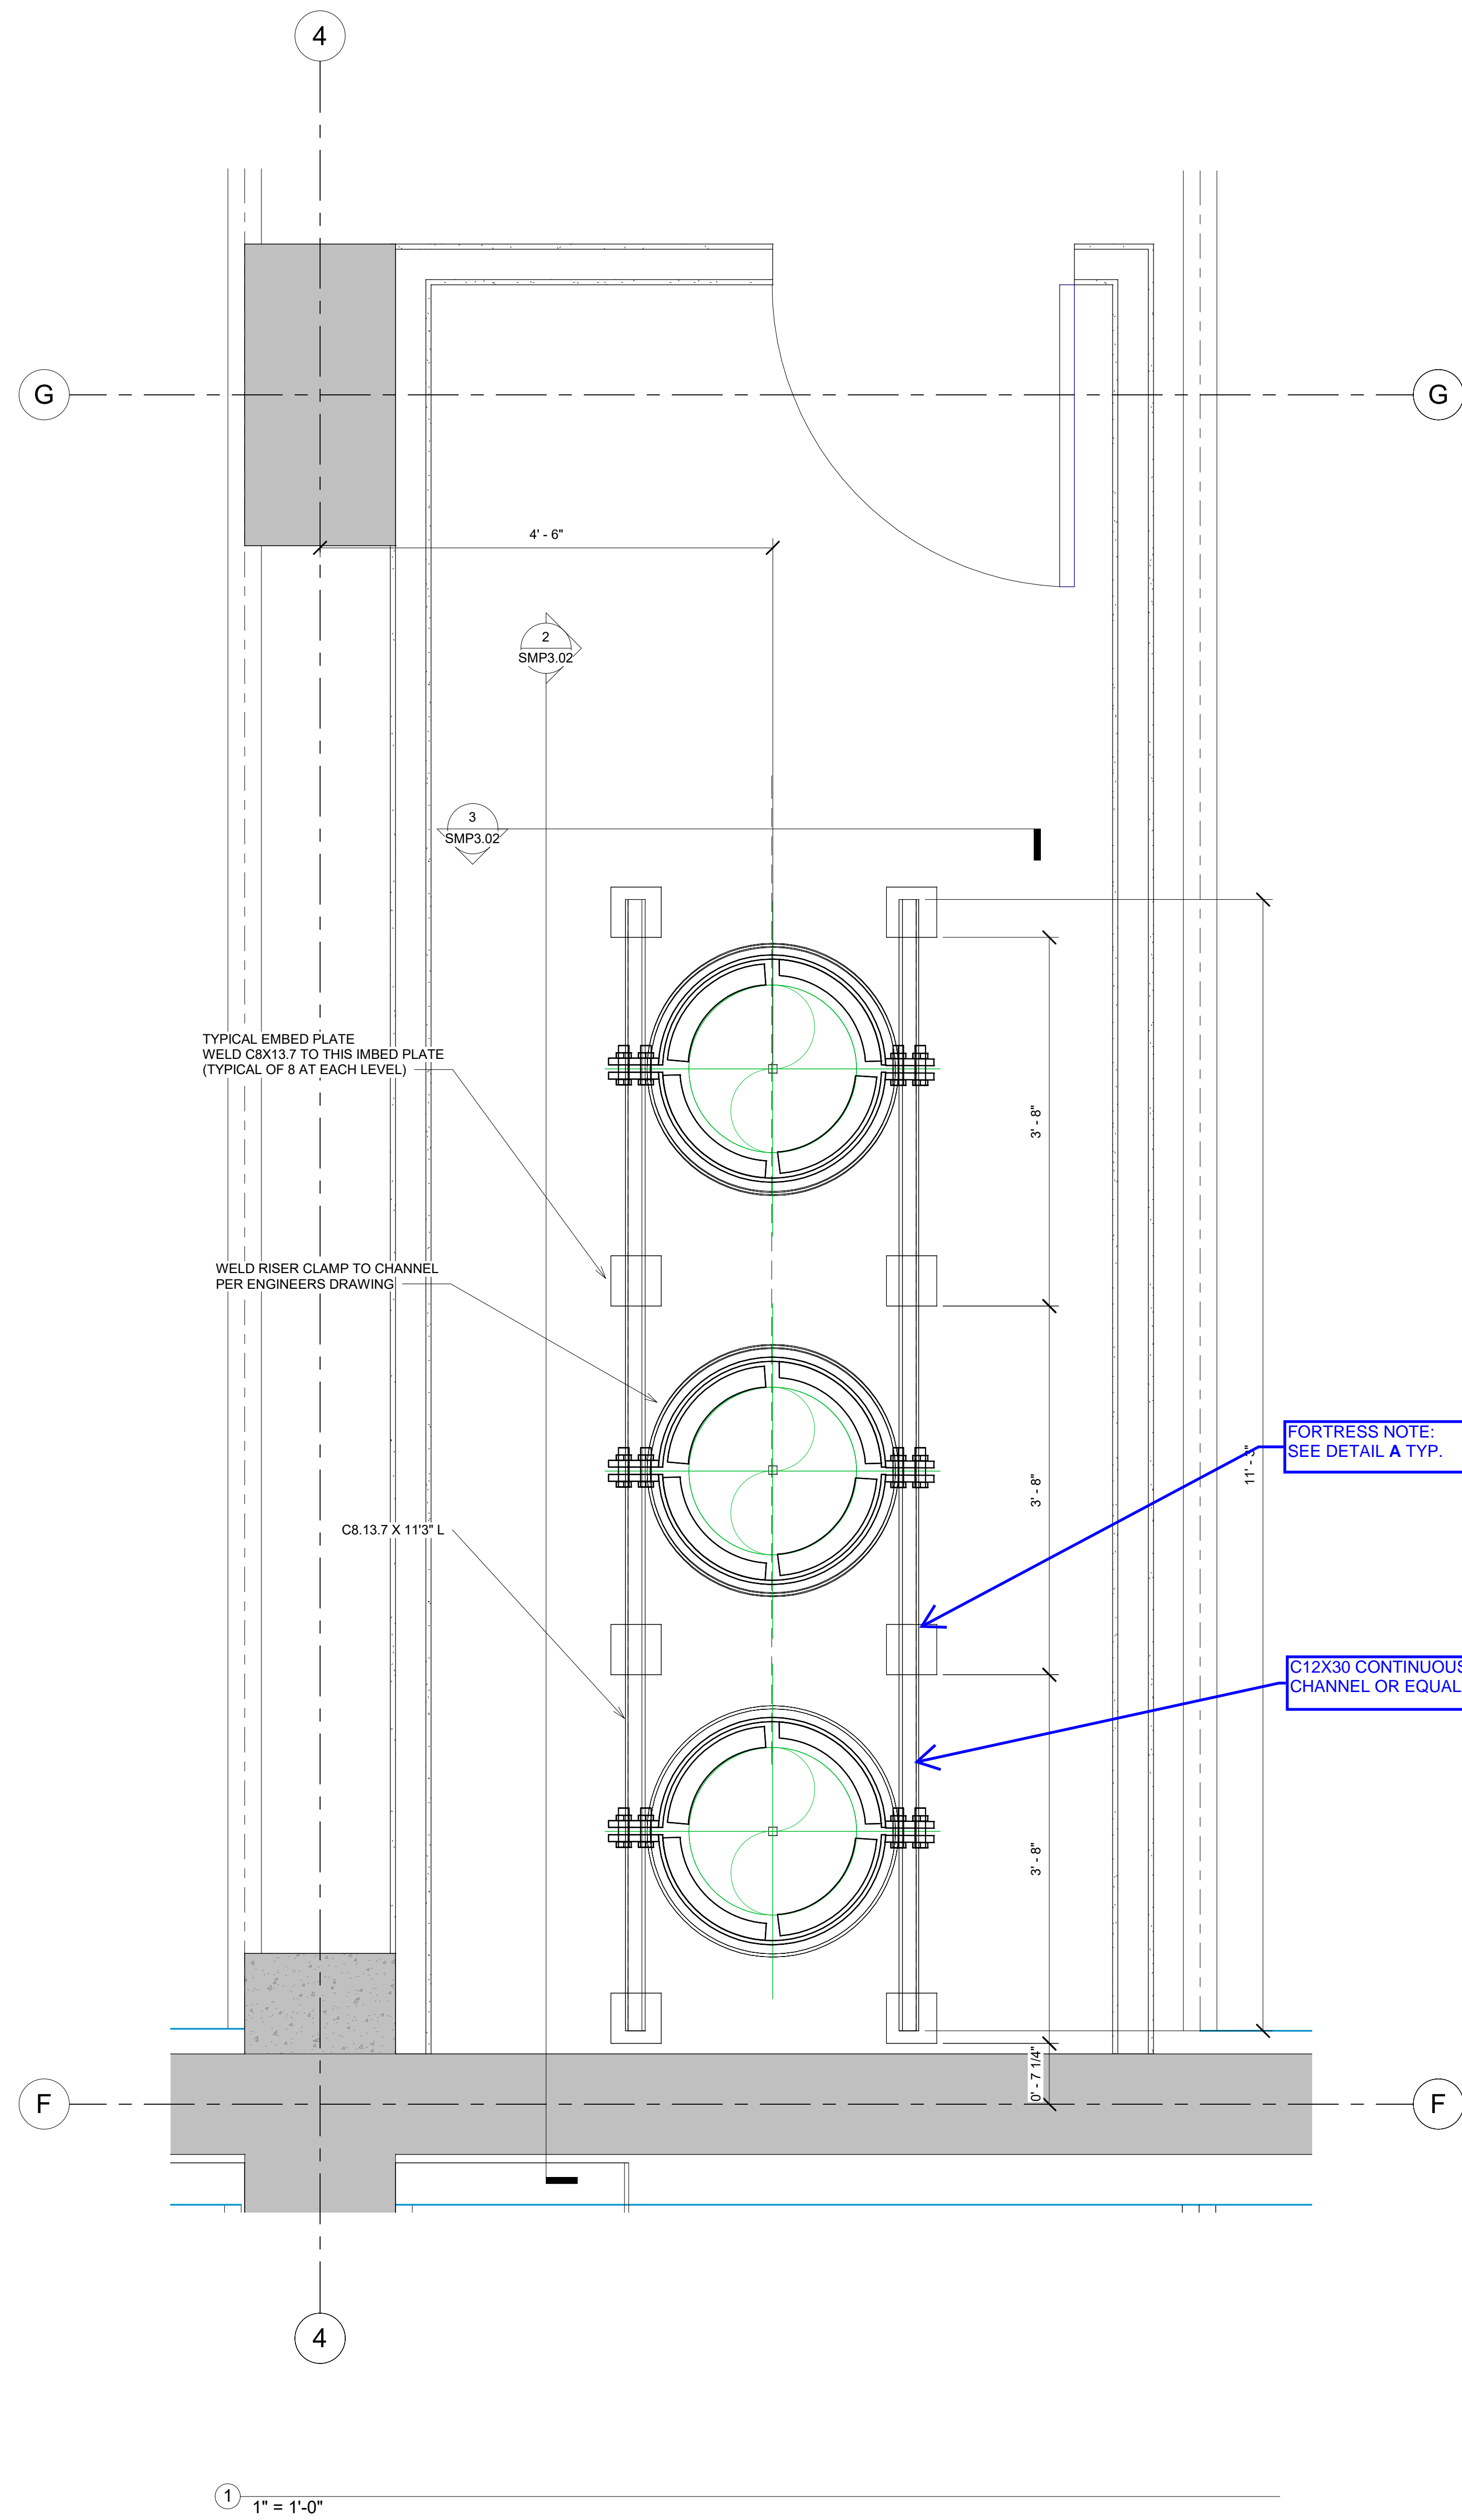 4
G
G
4' - 6"
2
SMP3.02
3
SMP3.02
TYPICAL EMBED PLATE
WELD C8X13.7 TO THIS IMBED PLATE
(TYPICAL OF 8 AT EACH LEVEL)
3' - 8"
WELD RISER CLAMP TO CHANNEL
PER ENGINEERS DRAWING
FORTRESS NOTE:
SEE DETAIL A TYP.
11' - 3"
3' - 8"
C8.13.7 X 11'3" L
C12X30 CONTINUOUS
CHANNEL OR EQUAL
3' - 8"
0' - 7 1/4"
F
F
4
1
1" = 1'-0"